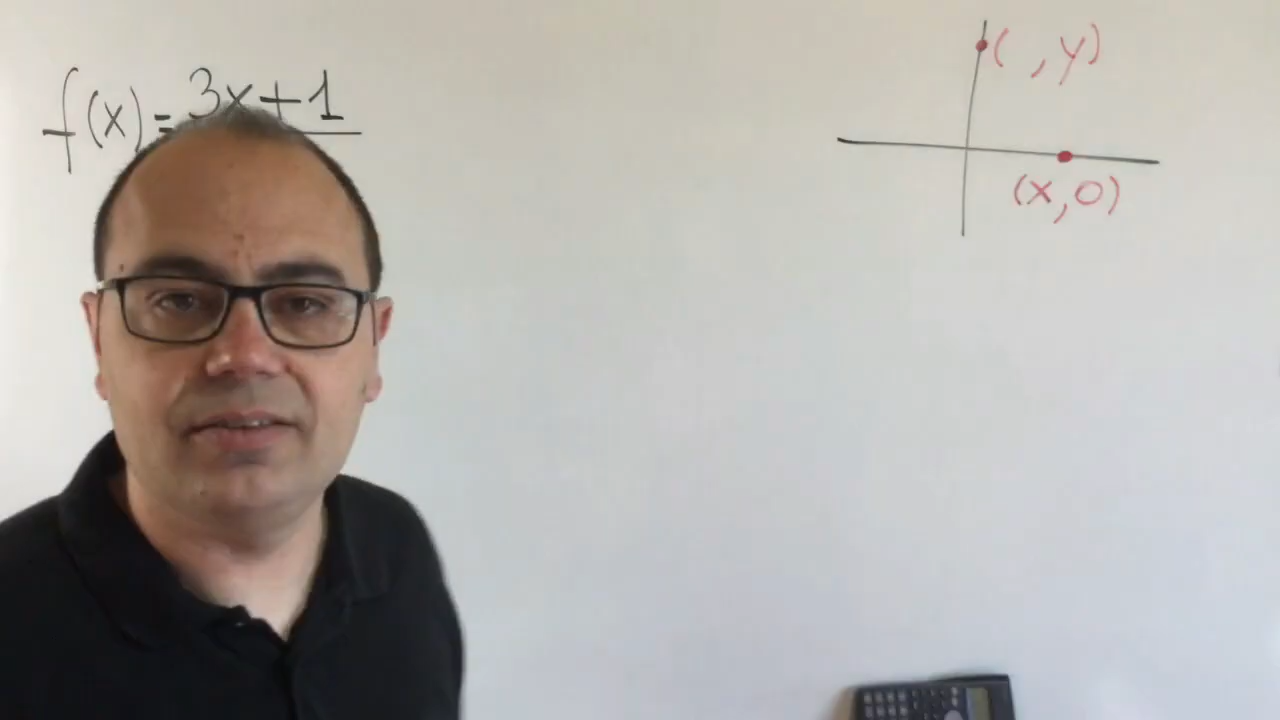 f(x)=3x+1
( ,y)
(x,0)